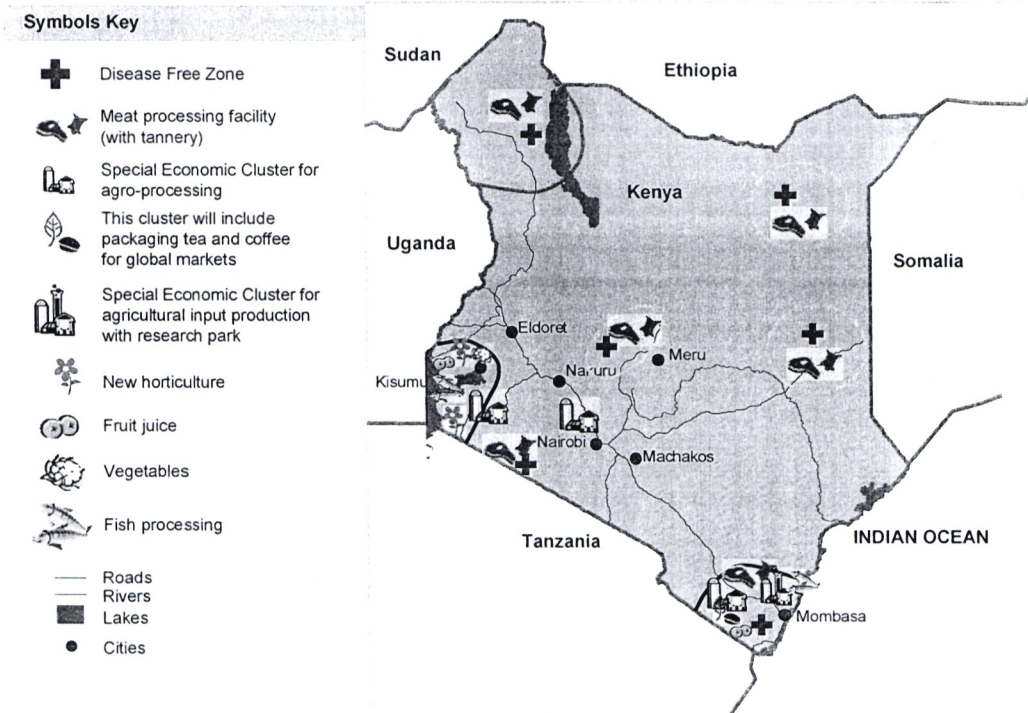 Symbols Key
Disease Free Zone
Meat processing facility
(with tannery)
Special Economic Cluster for
agro-processing
This cluster will include
packaging tea and coffee
for global markets
Special Economic Cluster for
agricultural input production
with research park
New horticulture
Fruit juice
Vegetables
Fish processing
Roads
Rivers
Lakes
Cities
Sudan
Ethiopia
Kenya
Uganda
Somalia
Eldoret
Meru
Nakuru
Kisumu
Nairobi
Machakos
Tanzania
INDIAN OCEAN
Mombasa